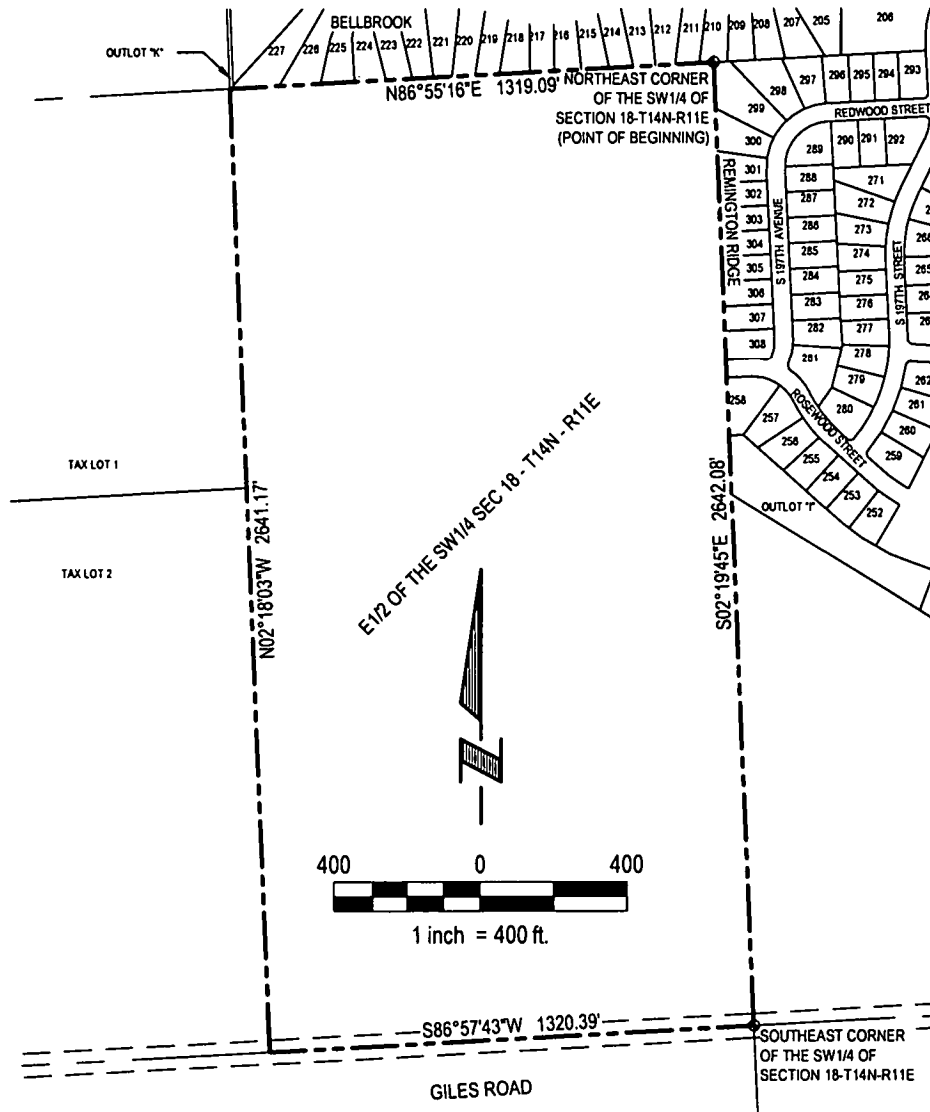 BELLBROOK
OUTLOT "K"
227
226
225
224
223
222
221
220
219
218
217
216
215
214
213
212
211
210
209
208
207
205
206
N86°55'16"E 1319.09'
NORTHEAST CORNER
OF THE SW1/4 OF
SECTION 18-T14N-R11E
(POINT OF BEGINNING)
299
298
297
296
295
294
293
REDWOOD STREET
300
301
302
303
304
305
306
307
308
REMINGTON RIDGE
S 197TH AVENUE
289
290
291
292
288
287
286
285
284
283
282
281
271
272
273
274
275
276
277
278
279
280
S 197TH STREET
268
265
262
261
260
259
ROSEWOOD STREET
258
257
256
255
254
253
252
OUTLOT "I"
TAX LOT 1
TAX LOT 2
N02°18'03"W 2641.17'
E1/2 OF THE SW1/4 SEC 18 - T14N - R11E
S02°19'45"E 2642.08'
400 0 400
1 inch = 400 ft.
S86°57'43"W 1320.39'
SOUTHEAST CORNER
OF THE SW1/4 OF
SECTION 18-T14N-R11E
GILES ROAD